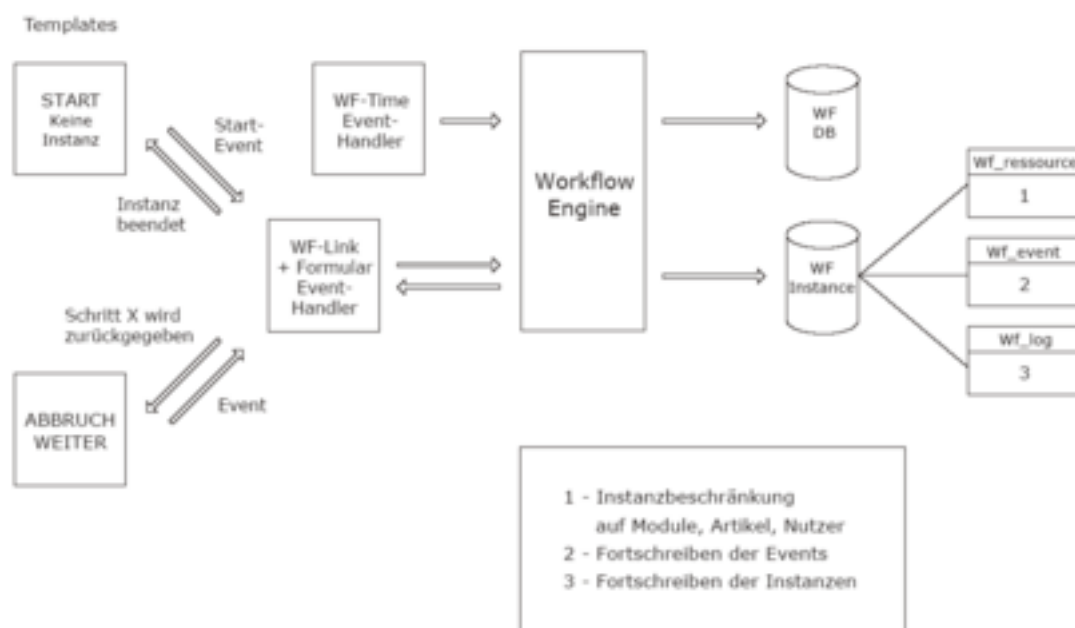 Templates
START
Keine
Instanz
Start-
Event
Instanz
beendet
WF-Time
Event-
Handler
WF-Link
+ Formular
Event-
Handler
Schritt X wird
zurückgegeben
Event
ABBRUCH
WEITER
Workflow
Engine
WF
DB
WF
Instance
Wf_ressource
1
Wf_event
2
Wf_log
3
1 - Instanzbeschränkung
auf Module, Artikel, Nutzer
2 - Fortschreiben der Events
3 - Fortschreiben der Instanzen